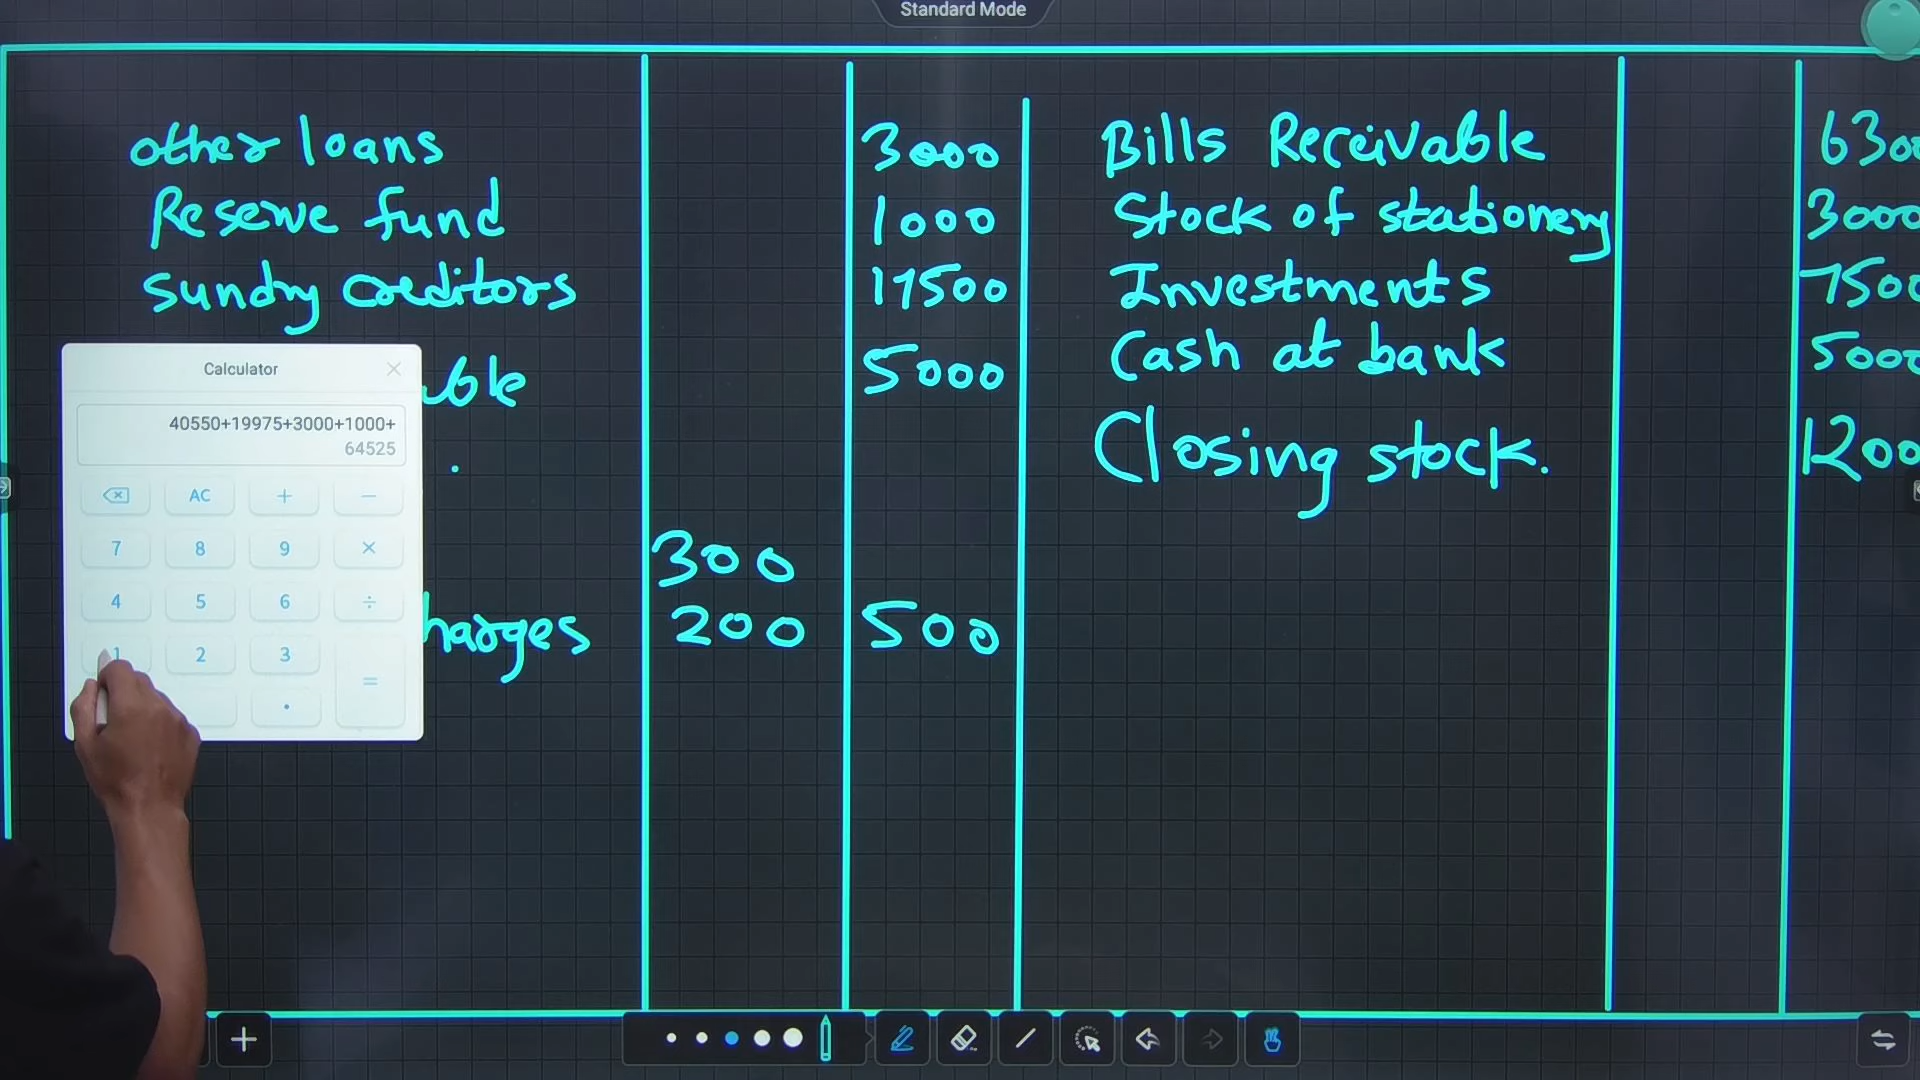 Standard Mode
other loans 3000 Bills Receivable
Reserve fund 1000 Stock of stationery
Sundry creditors 17500 Investments
5000 Cash at bank
Closing stock.
300
200 500
Calculator
40550+19975+3000+1000+
64525
AC + −
7 8 9 ×
4 5 6 ÷
1 2 3
= .